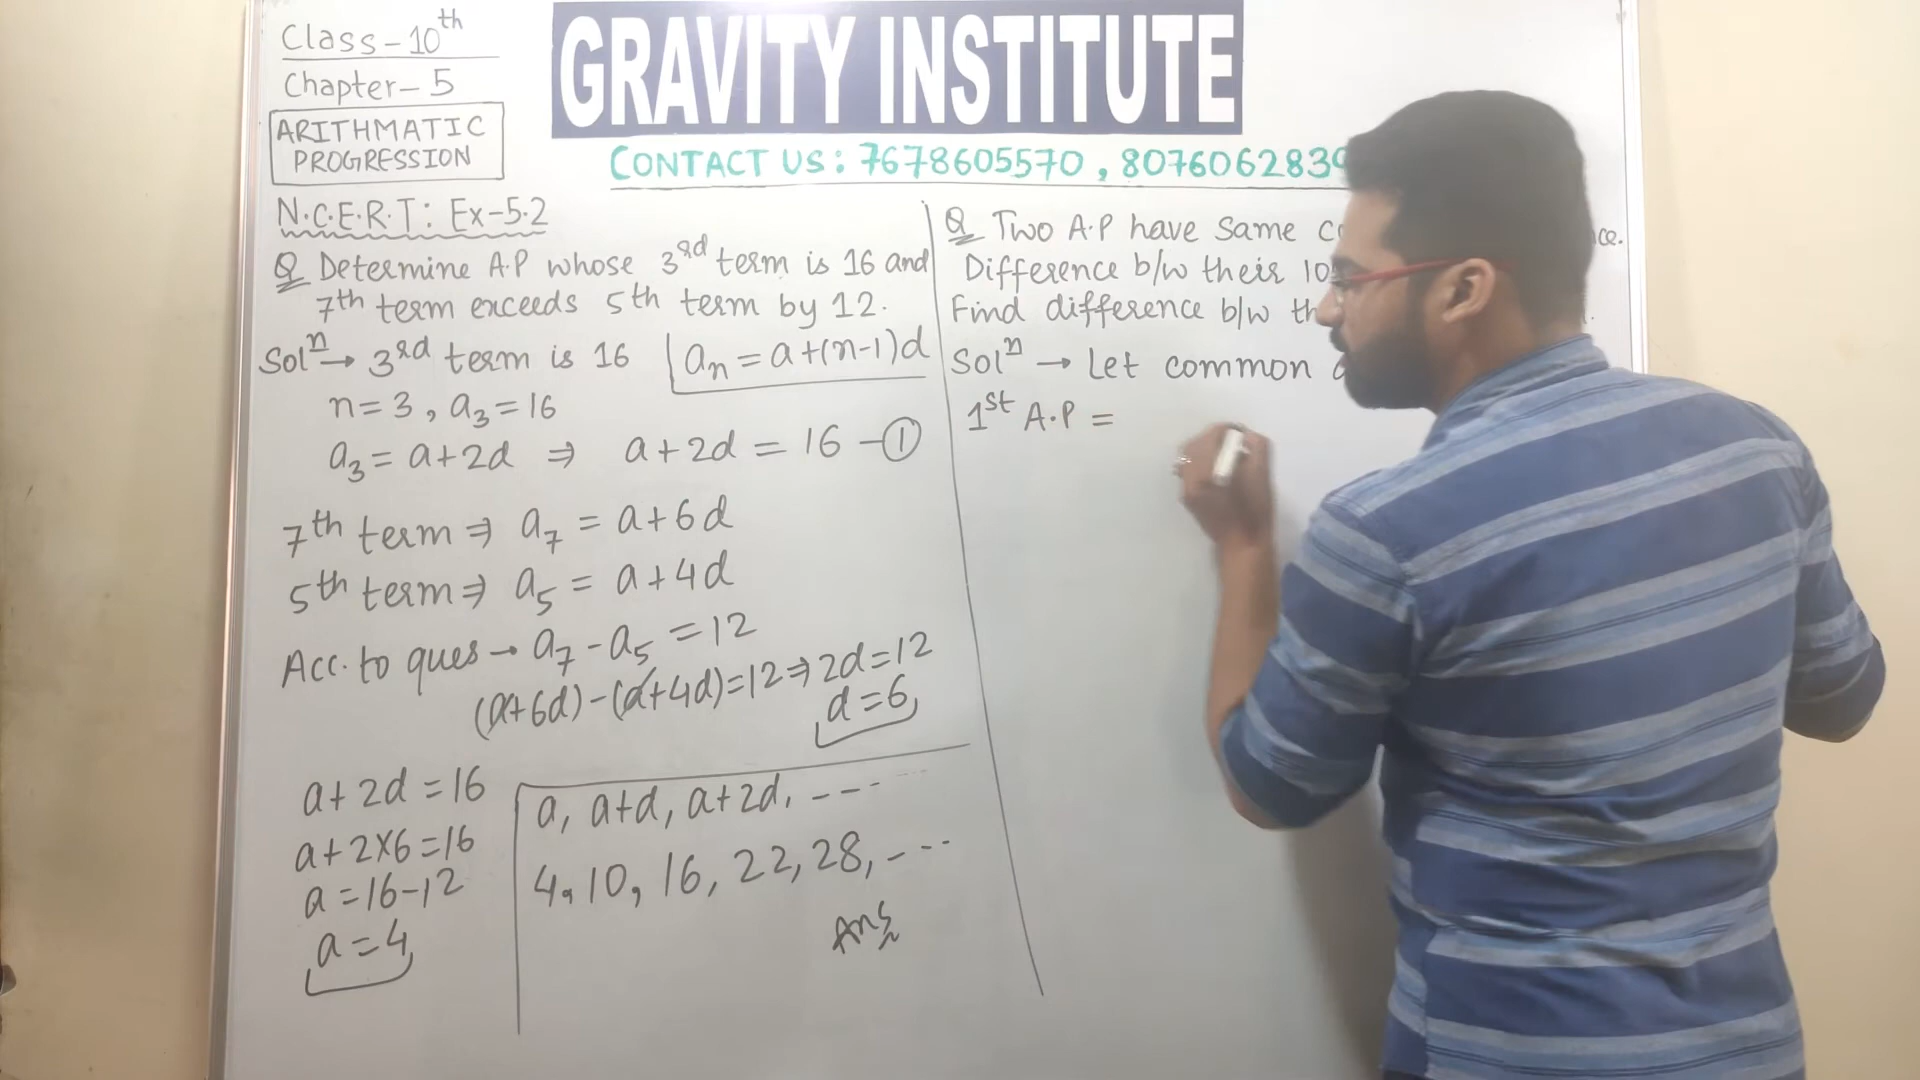 Class-10th
Chapter-5
ARITHMATIC
PROGRESSION
GRAVITY INSTITUTE
CONTACT US: 7678605570, 807606283
N.C.E.R.T: Ex-5.2
Q Determine A.P whose 3rd term is 16 and
7th term exceeds 5th term by 12.
Solⁿ → 3rd term is 16
aₙ = a+(n-1)d
n=3, a₃=16
a₃ = a+2d ⇒ a+2d = 16 -①
7th term ⇒ a₇ = a+6d
5th term ⇒ a₅ = a+4d
Acc. to ques → a₇ - a₅ = 12
(a+6d)-(a+4d)=12 ⇒ 2d=12
d=6
a+2d=16
a+2×6=16
a=16-12
a=4
a, a+d, a+2d, ---
4, 10, 16, 22, 28, ---
Ans
Q Two A.P have same
Difference b/w their 10
Find difference b/w
Solⁿ → Let common
1st A.P =